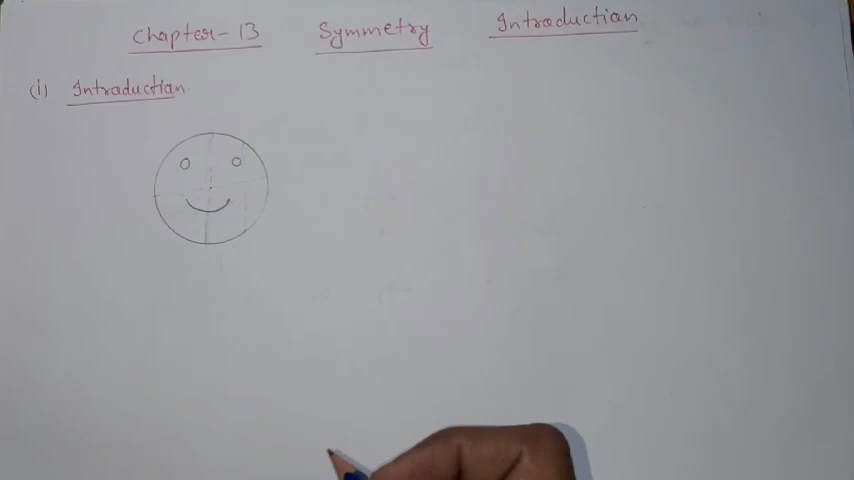 Chapter - 13 Symmetry Introduction
(i) Introduction.